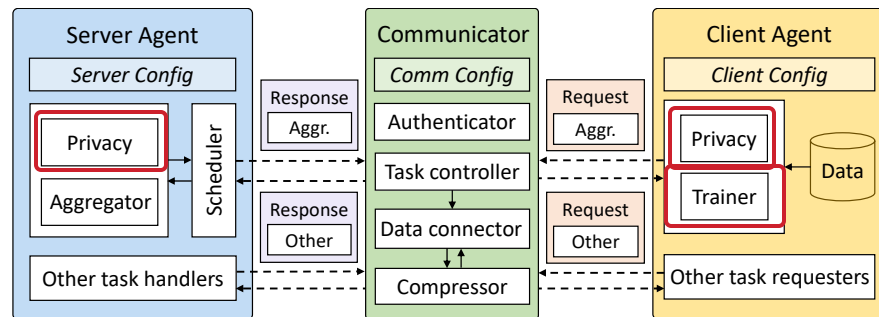 Server Agent
Server Config
Privacy
Aggregator
Scheduler
Other task handlers
Response
Aggr.
Response
Other
Communicator
Comm Config
Authenticator
Task controller
Data connector
Compressor
Request
Aggr.
Request
Other
Client Agent
Client Config
Privacy
Trainer
Data
Other task requesters